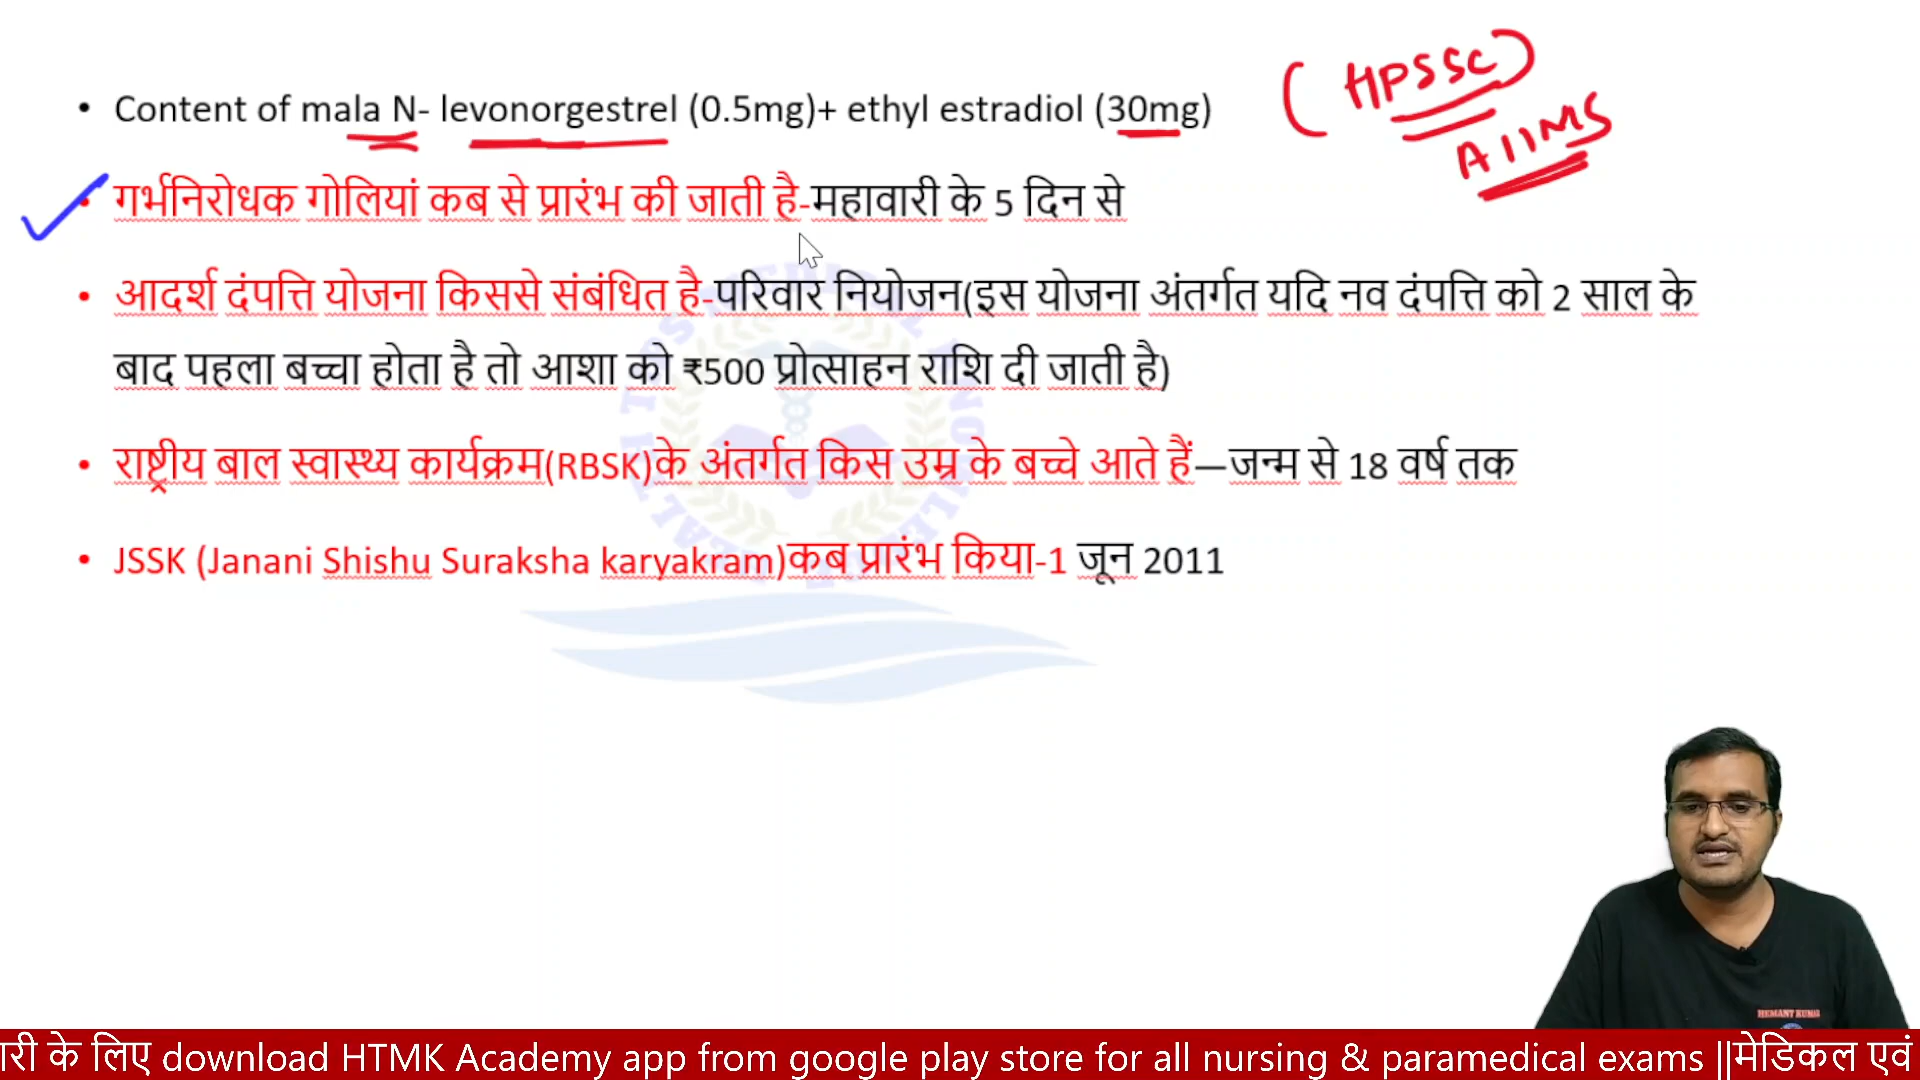 (HPSSC)
AIIMS
• Content of mala N- levonorgestrel (0.5mg)+ ethyl estradiol (30mg)
• गर्भनिरोधक गोलियां कब से प्रारंभ की जाती है-महावारी के 5 दिन से
• आदर्श दंपत्ति योजना किससे संबंधित है-परिवार नियोजन(इस योजना अंतर्गत यदि नव दंपत्ति को 2 साल के
बाद पहला बच्चा होता है तो आशा को ₹500 प्रोत्साहन राशि दी जाती है)
• राष्ट्रीय बाल स्वास्थ्य कार्यक्रम(RBSK)के अंतर्गत किस उम्र के बच्चे आते हैं—जन्म से 18 वर्ष तक
• JSSK (Janani Shishu Suraksha karyakram)कब प्रारंभ किया-1 जून 2011
HEMANT KUMAR
री के लिए download HTMK Academy app from google play store for all nursing & paramedical exams ||मेडिकल एवं